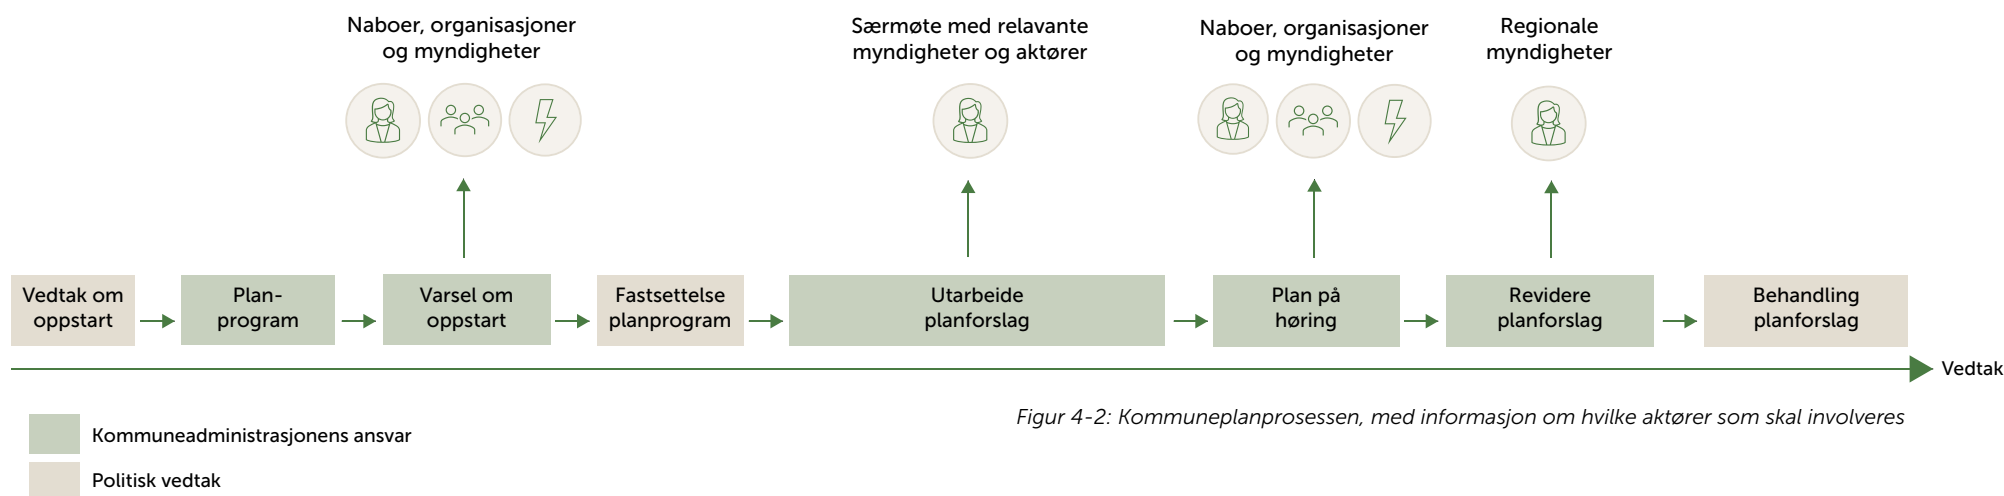 Naboer, organisasjoner
og myndigheter
Særmøte med relavante
myndigheter og aktører
Naboer, organisasjoner
og myndigheter
Regionale
myndigheter
Vedtak om
oppstart
Plan-
program
Varsel om
oppstart
Fastsettelse
planprogram
Utarbeide
planforslag
Plan på
høring
Revidere
planforslag
Behandling
planforslag
Vedtak
Figur 4-2: Kommuneplanprosessen, med informasjon om hvilke aktører som skal involveres
Kommuneadministrasjonens ansvar
Politisk vedtak